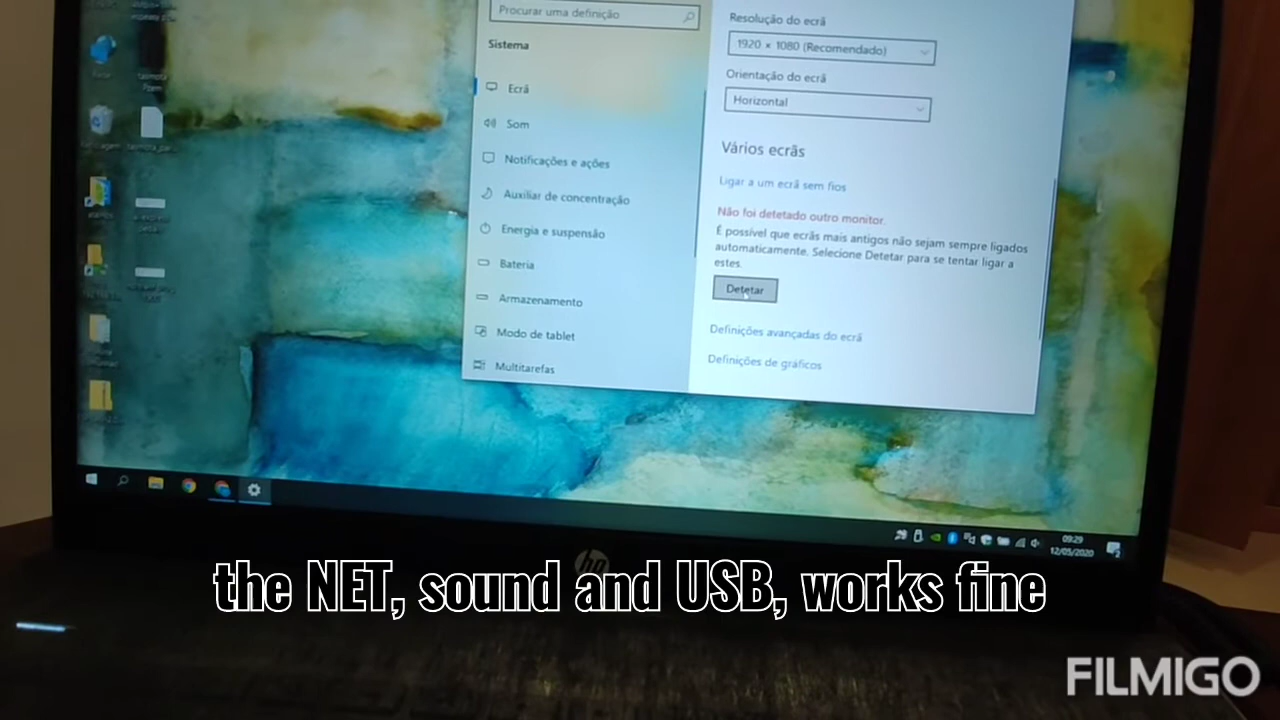 Procurar uma definição
Sistema
Ecrã
Som
Notificações e ações
Auxiliar de concentração
Energia e suspensão
Bateria
Armazenamento
Modo de tablet
Multitarefas
Resolução do ecrã
1920 × 1080 (Recomendado)
Orientação do ecrã
Horizontal
Vários ecrãs
Ligar a um ecrã sem fios
Não foi detetado outro monitor.
É possível que ecrãs mais antigos não sejam sempre ligados
automaticamente. Selecione Detetar para se tentar ligar a
estes.
Detetar
Definições avançadas do ecrã
Definições de gráficos
09:29
12/05/2020
hp
the NET, sound and USB, works fine
FILMIGO